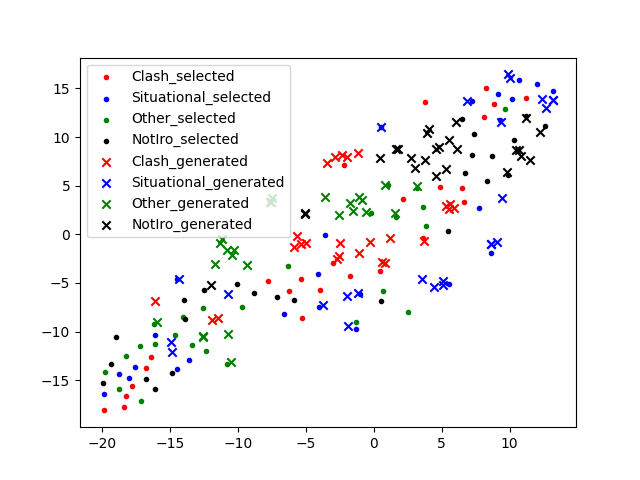 Clash_selected
Situational_selected
Other_selected
NotIro_selected
Clash_generated
Situational_generated
Other_generated
NotIro_generated
15
10
5
0
−5
−10
−15
−20 −15 −10 −5 0 5 10